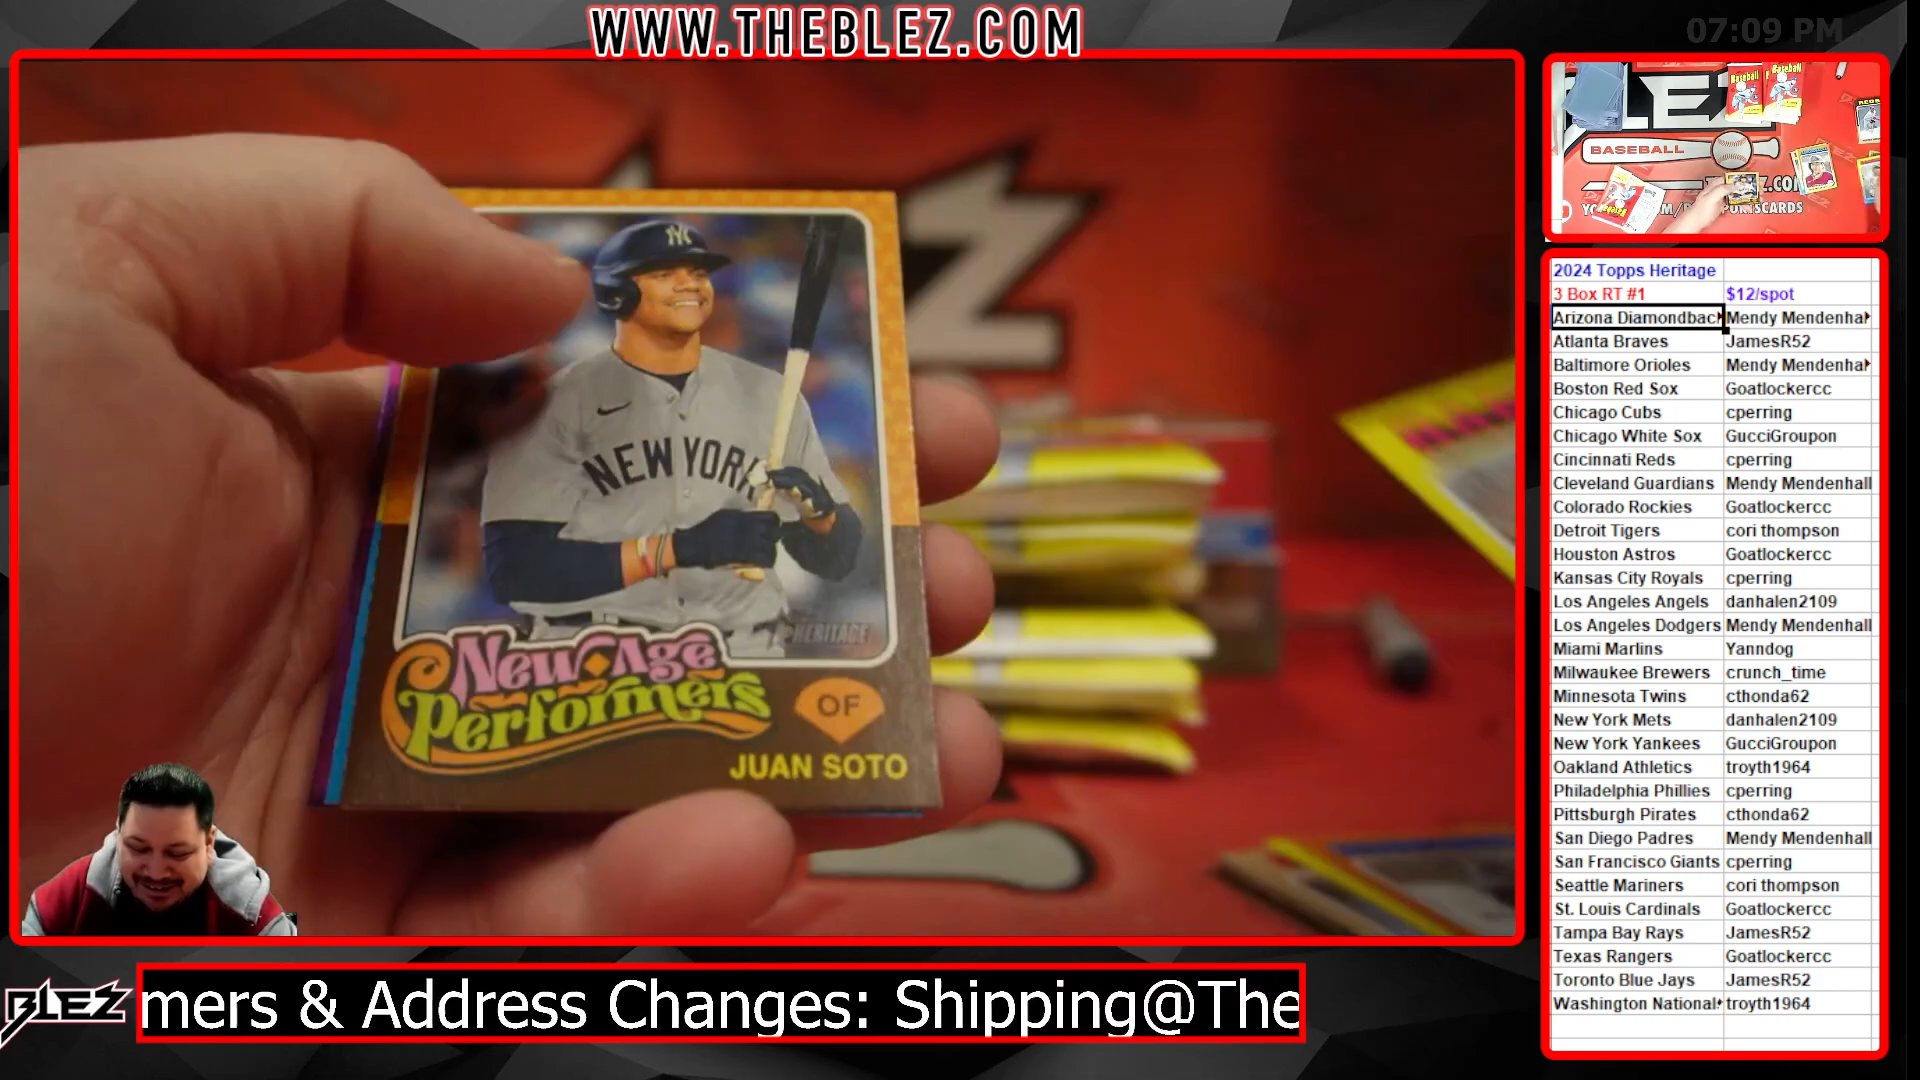 WWW.THEBLEZ.COM
07:09 PM
NY
NEW YORK
HERITAGE
New Age
Performers
OF
JUAN SOTO
BASEBALL
2024 Topps Heritage
3 Box RT #1 $12/spot
Arizona Diamondbac Mendy Mendenhal
Atlanta Braves JamesR52
Baltimore Orioles Mendy Mendenhal
Boston Red Sox Goatlockercc
Chicago Cubs cperring
Chicago White Sox GucciGroupon
Cincinnati Reds cperring
Cleveland Guardians Mendy Mendenhall
Colorado Rockies Goatlockercc
Detroit Tigers cori thompson
Houston Astros Goatlockercc
Kansas City Royals cperring
Los Angeles Angels danhalen2109
Los Angeles Dodgers Mendy Mendenhall
Miami Marlins Yanndog
Milwaukee Brewers crunch_time
Minnesota Twins cthonda62
New York Mets danhalen2109
New York Yankees GucciGroupon
Oakland Athletics troyth1964
Philadelphia Phillies cperring
Pittsburgh Pirates cthonda62
San Diego Padres Mendy Mendenhall
San Francisco Giants cperring
Seattle Mariners cori thompson
St. Louis Cardinals Goatlockercc
Tampa Bay Rays JamesR52
Texas Rangers Goatlockercc
Toronto Blue Jays JamesR52
Washington National troyth1964
BLEZ
mers & Address Changes: Shipping@The